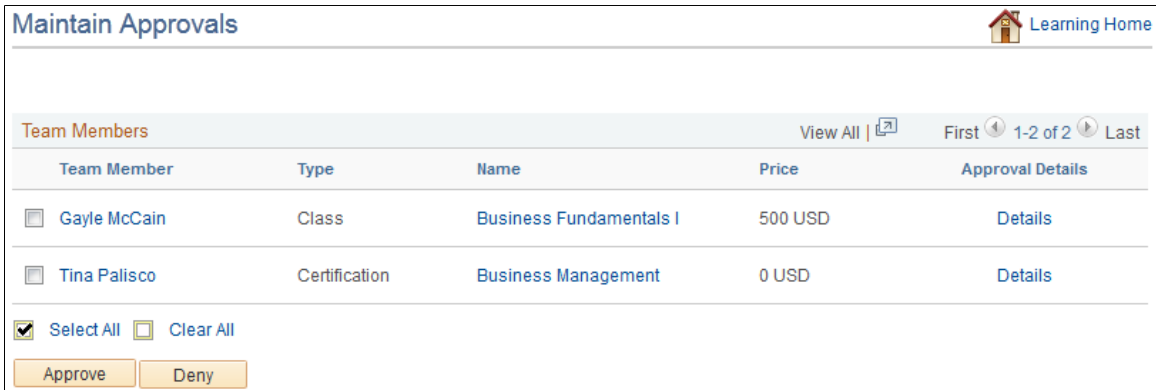 Maintain Approvals Learning Home
Team Members View All | First 1-2 of 2 Last
Team Member Type Name Price Approval Details
Gayle McCain Class Business Fundamentals I 500 USD Details
Tina Palisco Certification Business Management 0 USD Details
Select All Clear All
Approve Deny